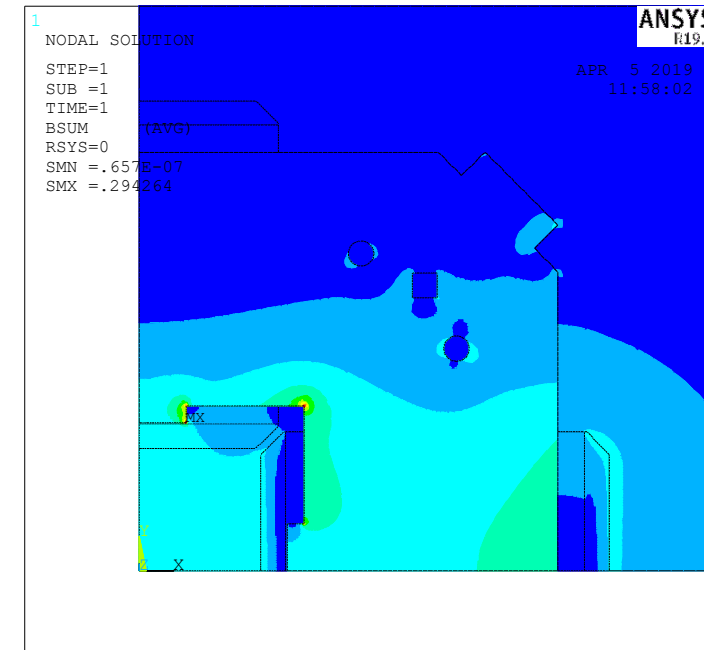 1
NODAL SOLUTION
STEP=1
SUB =1
TIME=1
BSUM (AVG)
RSYS=0
SMN =.657E-07
SMX =.294264
ANSYS
R19.
APR 5 2019
11:58:02
MX
Y
Z X